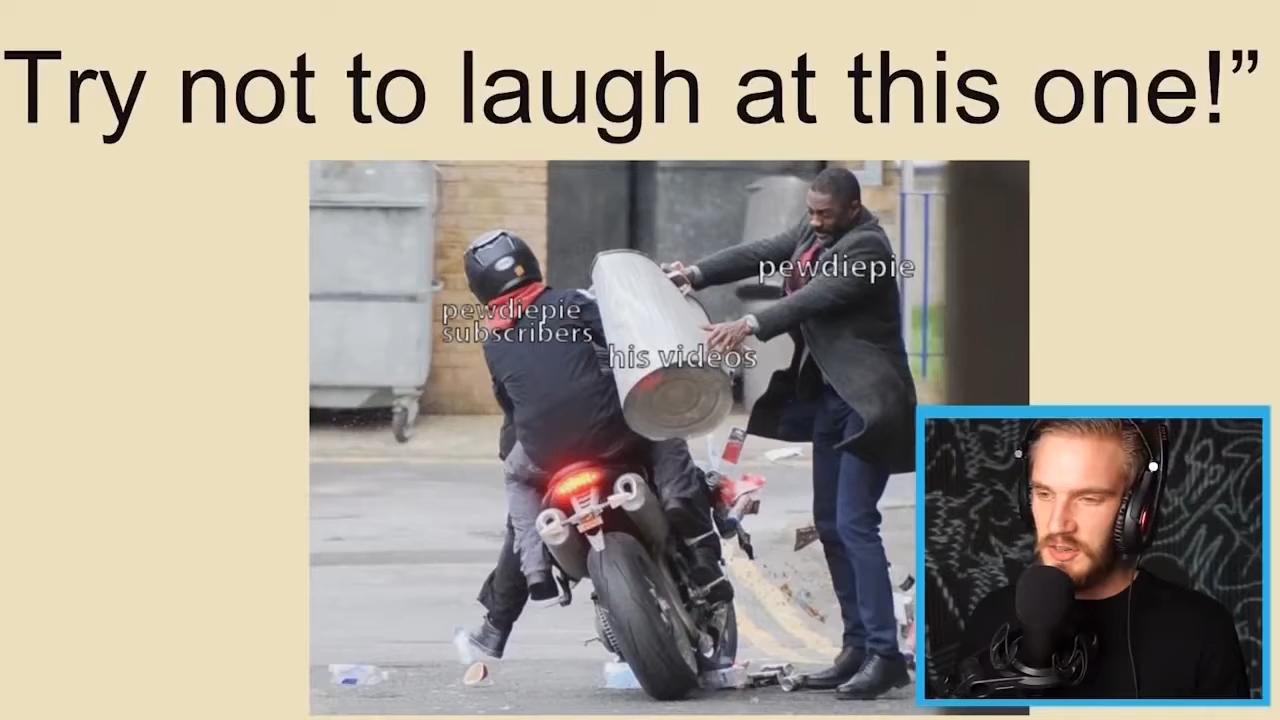 Try not to laugh at this one!”
pewdiepie
pewdiepie
subscribers
his videos